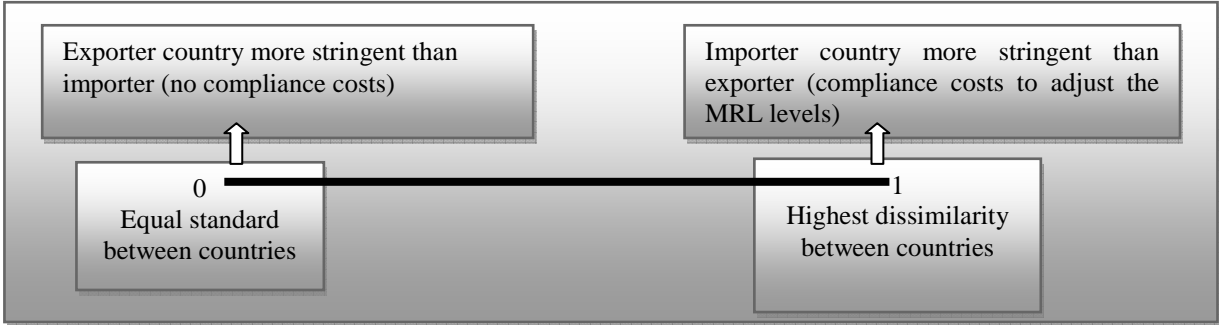 Exporter country more stringent than
importer (no compliance costs)
Importer country more stringent than
exporter (compliance costs to adjust the
MRL levels)
0
Equal standard
between countries
1
Highest dissimilarity
between countries